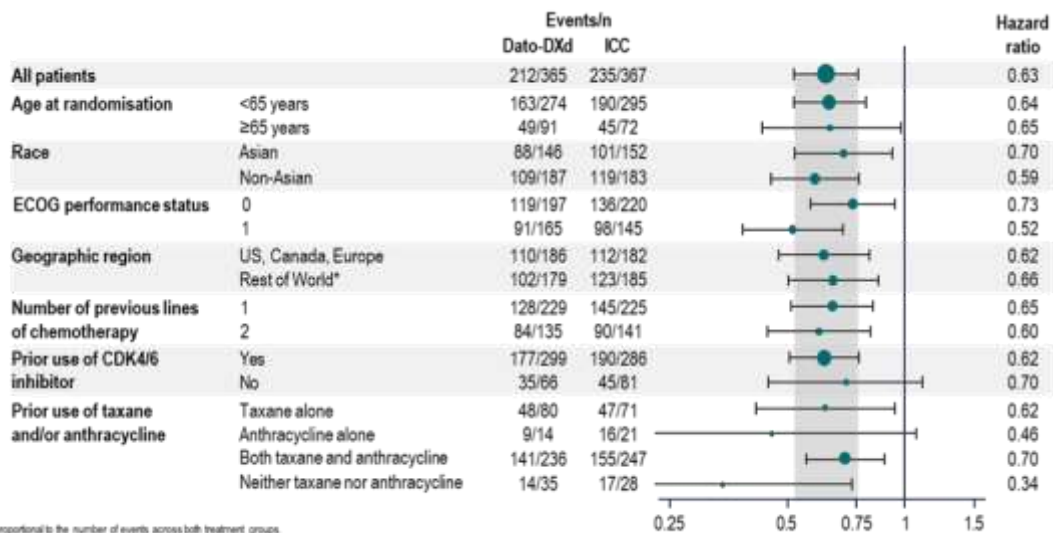 Events/n Hazard
Dato-DXd ICC ratio
All patients 212/365 235/367 0.63
Age at randomisation <65 years 163/274 190/295 0.64
≥65 years 49/91 45/72 0.65
Race Asian 88/146 101/152 0.70
Non-Asian 109/187 119/183 0.59
ECOG performance status 0 119/197 136/220 0.73
1 91/165 98/145 0.52
Geographic region US, Canada, Europe 110/186 112/182 0.62
Rest of World* 102/179 123/185 0.66
Number of previous lines 1 128/229 145/225 0.65
of chemotherapy 2 84/135 90/141 0.60
Prior use of CDK4/6 Yes 177/299 190/286 0.62
inhibitor No 35/66 45/81 0.70
Prior use of taxane Taxane alone 48/80 47/71 0.62
and/or anthracycline Anthracycline alone 9/14 16/21 0.46
Both taxane and anthracycline 141/236 155/247 0.70
Neither taxane nor anthracycline 14/35 17/28 0.34
0.25 0.5 0.75 1 1.5
proportional to the number of events across both treatment groups.